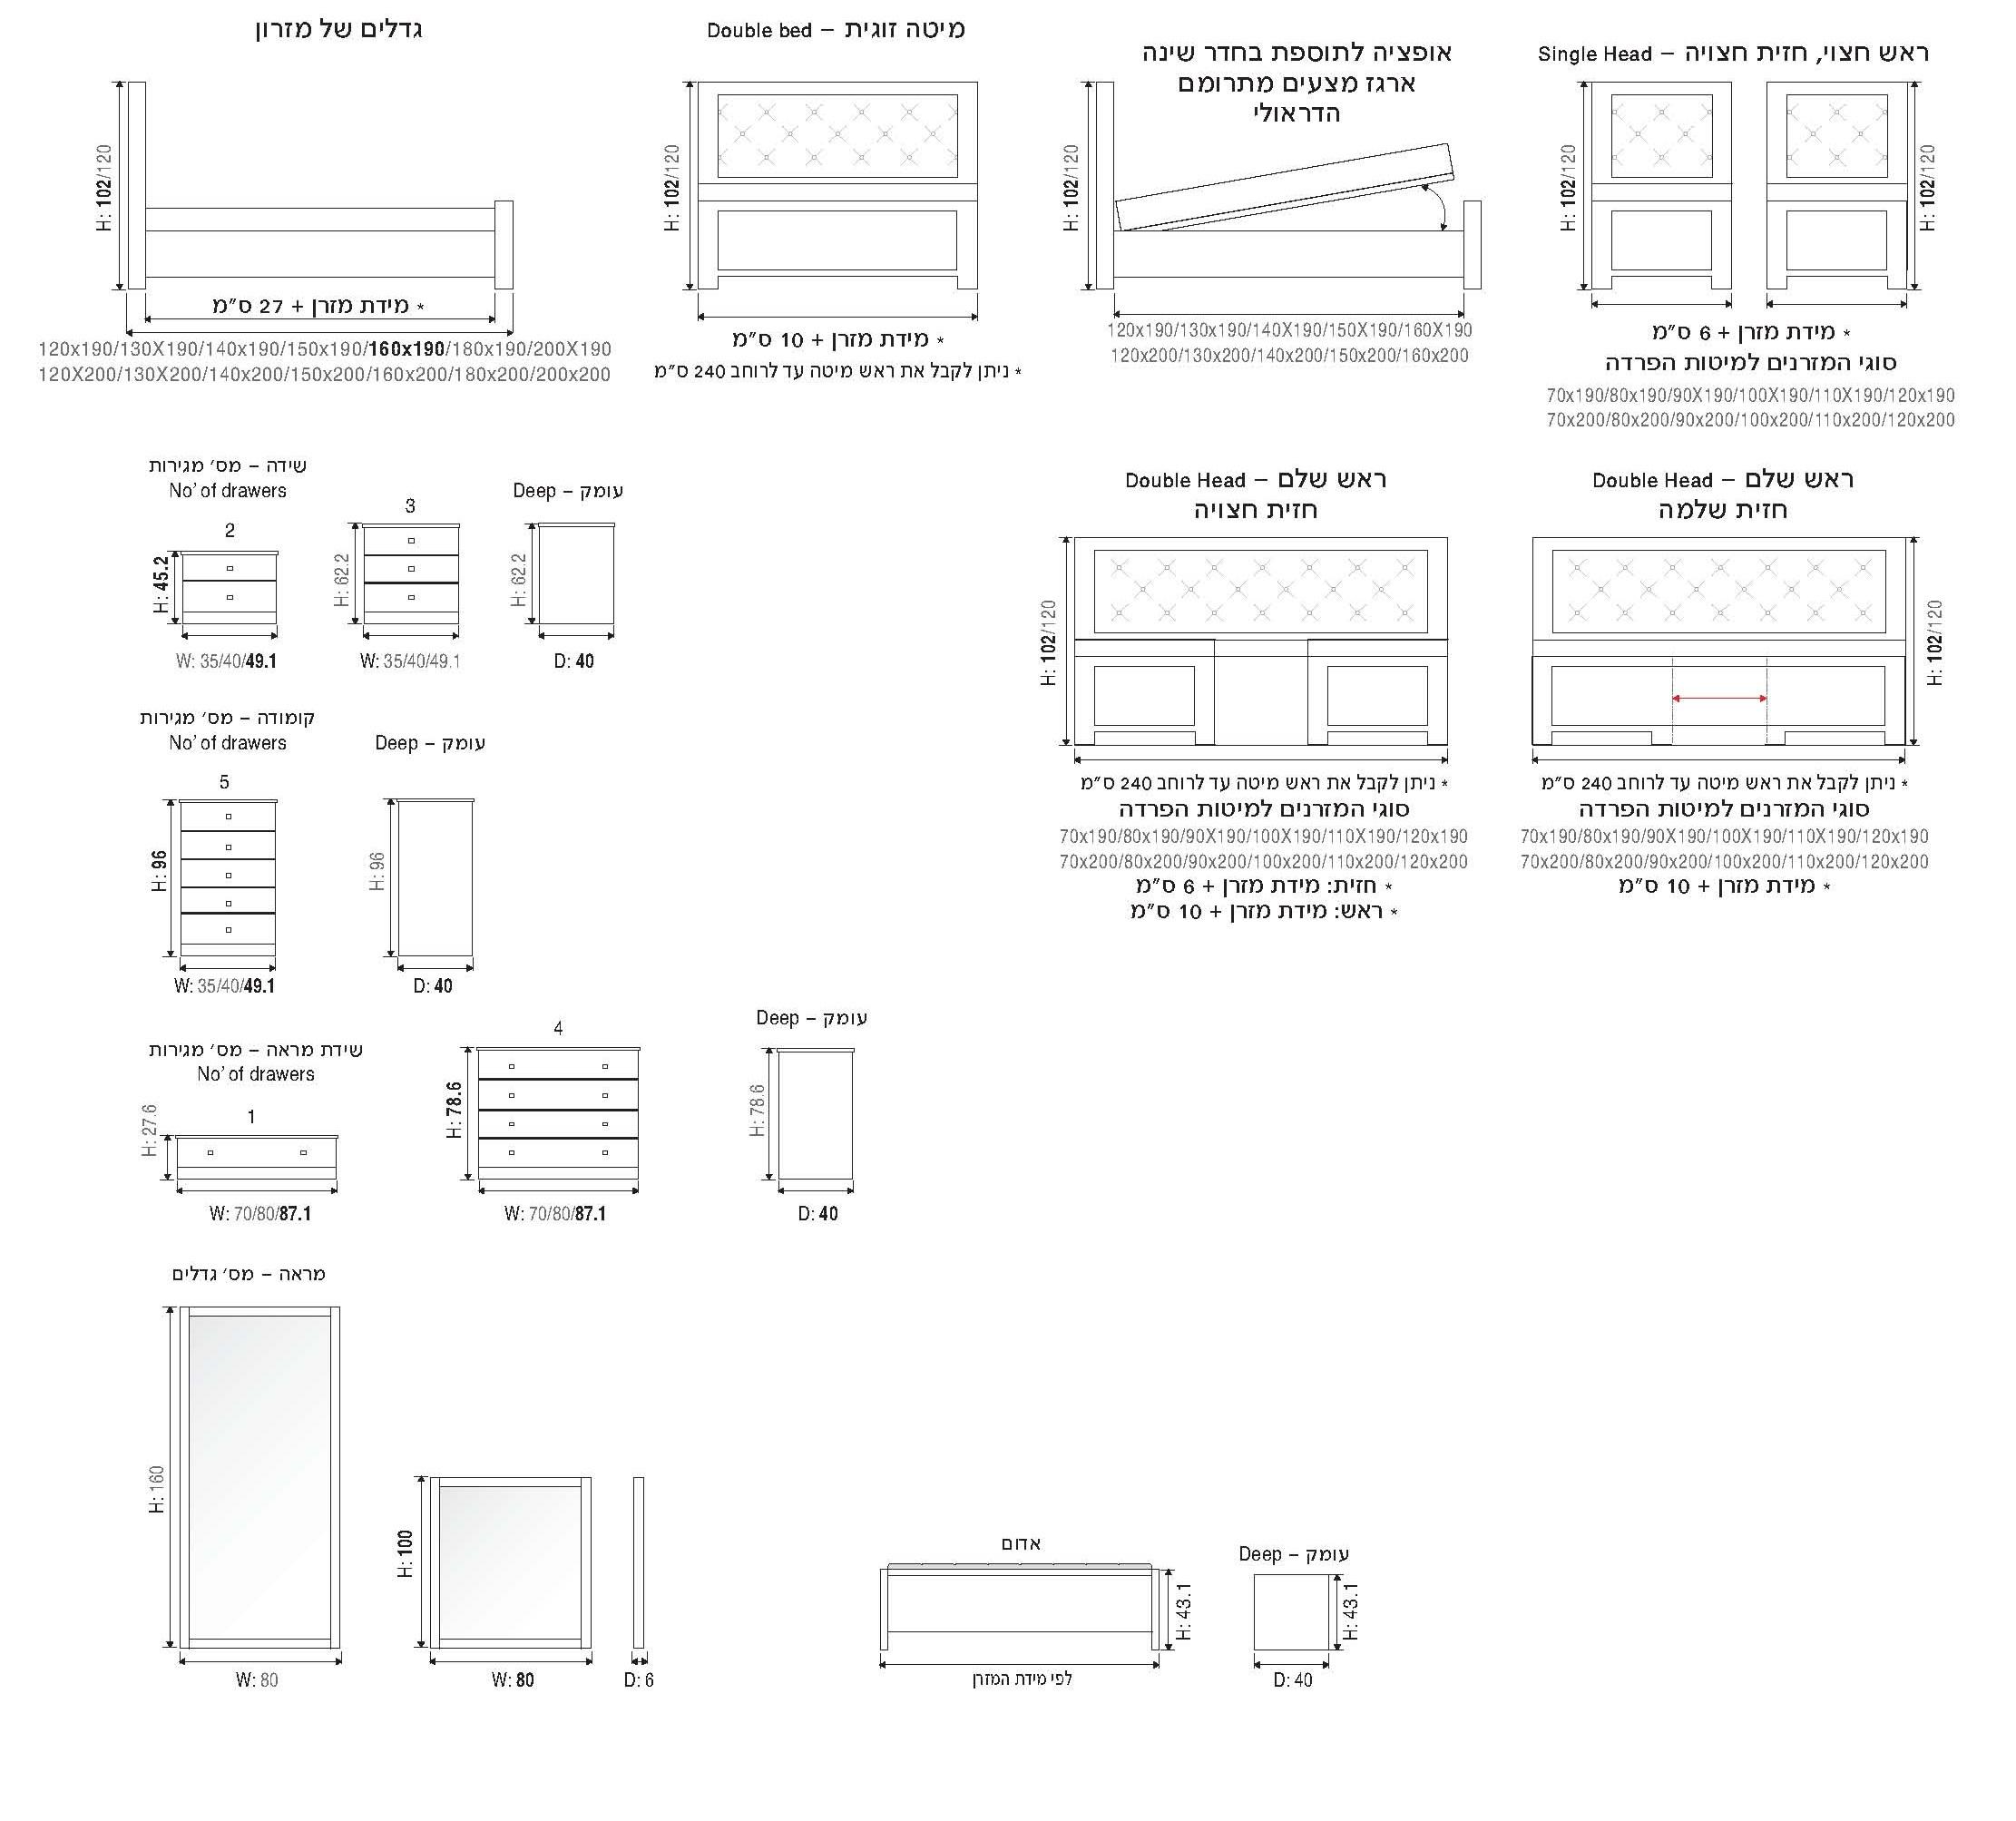 גדלים של מזרון
H: 102/120
* מידת מזרן + 27 ס"מ
120x190/130X190/140x190/150x190/160x190/180x190/200X190
120X200/130X200/140x200/150x200/160x200/180x200/200x200
מיטה זוגית – Double bed
H: 102/120
* מידת מזרן + 10 ס"מ
* ניתן לקבל את ראש מיטה עד לרוחב 240 ס"מ
אופציה לתוספת בחדר שינה
ארגז מצעים מתרומם
הדראולי
H: 102/120
120x190/130x190/140X190/150X190/160X190
120x200/130x200/140x200/150x200/160x200
ראש חצוי, חזית חצויה – Single Head
H: 102/120
H: 102/120
* מידת מזרן + 6 ס"מ
סוגי המזרנים למיטות הפרדה
70x190/80x190/90X190/100X190/110X190/120x190
70x200/80x200/90x200/100x200/110x200/120x200
שידה – מס' מגירות
No' of drawers
2
H: 45.2
W: 35/40/49.1
3
H: 62.2
W: 35/40/49.1
עומק – Deep
H: 62.2
D: 40
ראש שלם – Double Head
חזית חצויה
H: 102/120
* ניתן לקבל את ראש מיטה עד לרוחב 240 ס"מ
סוגי המזרנים למיטות הפרדה
70x190/80x190/90X190/100X190/110X190/120x190
70x200/80x200/90x200/100x200/110x200/120x200
* חזית: מידת מזרן + 6 ס"מ
* ראש: מידת מזרן + 10 ס"מ
ראש שלם – Double Head
חזית שלמה
H: 102/120
* ניתן לקבל את ראש מיטה עד לרוחב 240 ס"מ
סוגי המזרנים למיטות הפרדה
70x190/80x190/90X190/100X190/110X190/120x190
70x200/80x200/90x200/100x200/110x200/120x200
* מידת מזרן + 10 ס"מ
קומודה – מס' מגירות
No' of drawers
5
H: 96
W: 35/40/49.1
עומק – Deep
H: 96
D: 40
שידת מראה – מס' מגירות
No' of drawers
1
H: 27.6
W: 70/80/87.1
4
H: 78.6
W: 70/80/87.1
עומק – Deep
H: 78.6
D: 40
מראה – מס' גדלים
H: 160
W: 80
H: 100
W: 80
D: 6
אדום
H: 43.1
לפי מידת המזרן
עומק – Deep
H: 43.1
D: 40